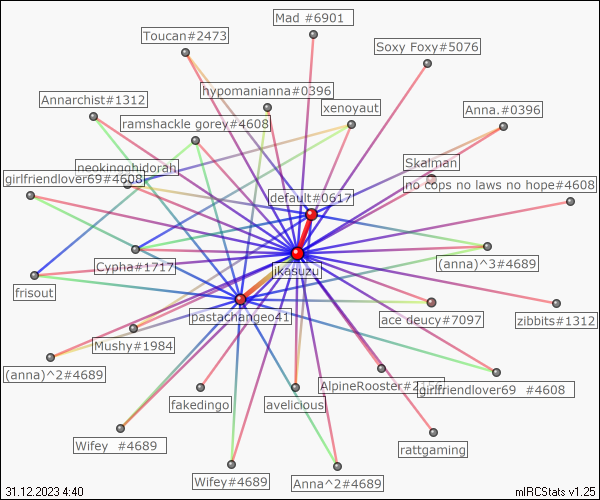 Mad #6901
Toucan#2473
Soxy Foxy#5076
hypomanianna#0396
Annarchist#1312
xenoyaut
Anna.#0396
ramshackle gorey#4608
neokingghidorah
Skalman
girlfriendlover69#4608
no cops no laws no hope#4608
default#0617
Cypha#1717
ikasuzu
(anna)^3#4689
frisout
pastachangeo41
ace deucy#7097
zibbits#1312
Mushy#1984
(anna)^2#4689
AlpineRooster#2156
girlfriendlover69 #4608
fakedingo
avelicious
Wifey #4689
rattgaming
Wifey#4689
Anna^2#4689
31.12.2023 4:40
mIRCStats v1.25